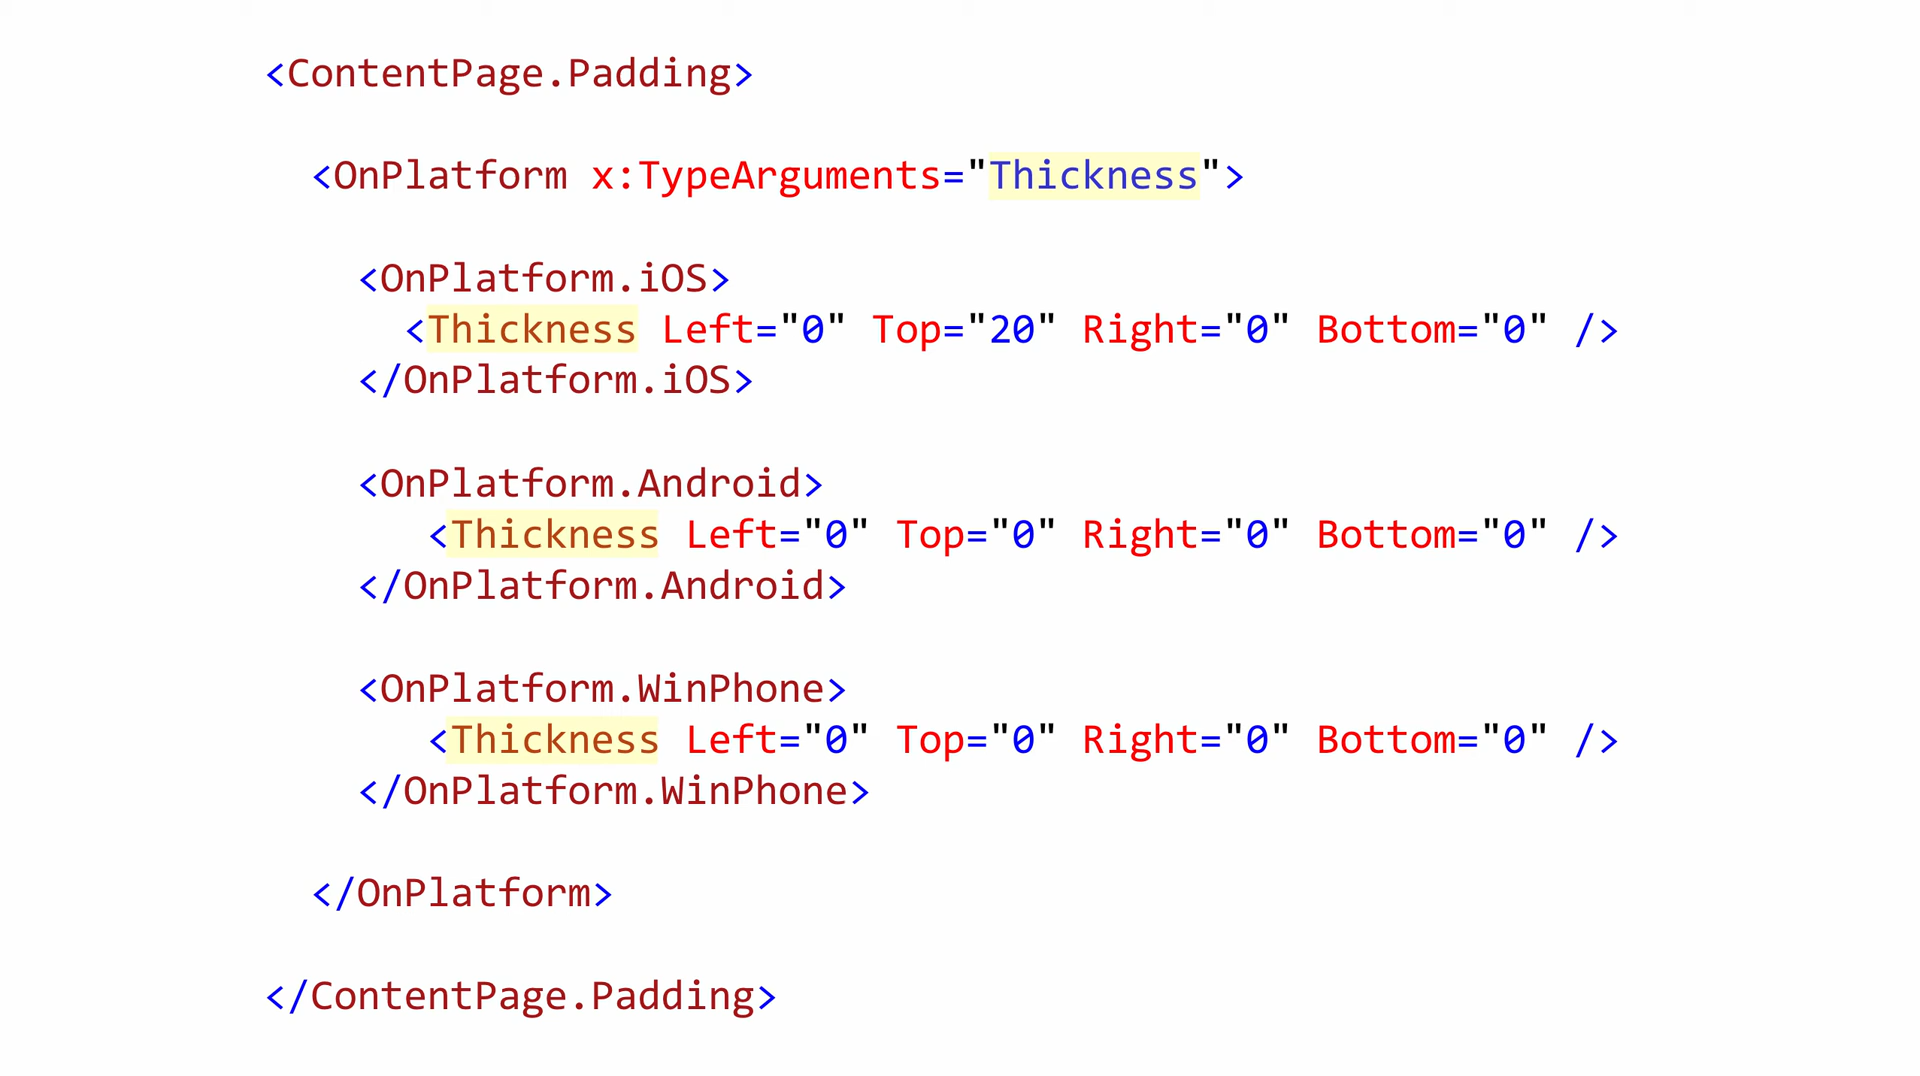 <ContentPage.Padding>
<OnPlatform x:TypeArguments="Thickness">
<OnPlatform.iOS>
<Thickness Left="0" Top="20" Right="0" Bottom="0" />
</OnPlatform.iOS>
<OnPlatform.Android>
<Thickness Left="0" Top="0" Right="0" Bottom="0" />
</OnPlatform.Android>
<OnPlatform.WinPhone>
<Thickness Left="0" Top="0" Right="0" Bottom="0" />
</OnPlatform.WinPhone>
</OnPlatform>
</ContentPage.Padding>